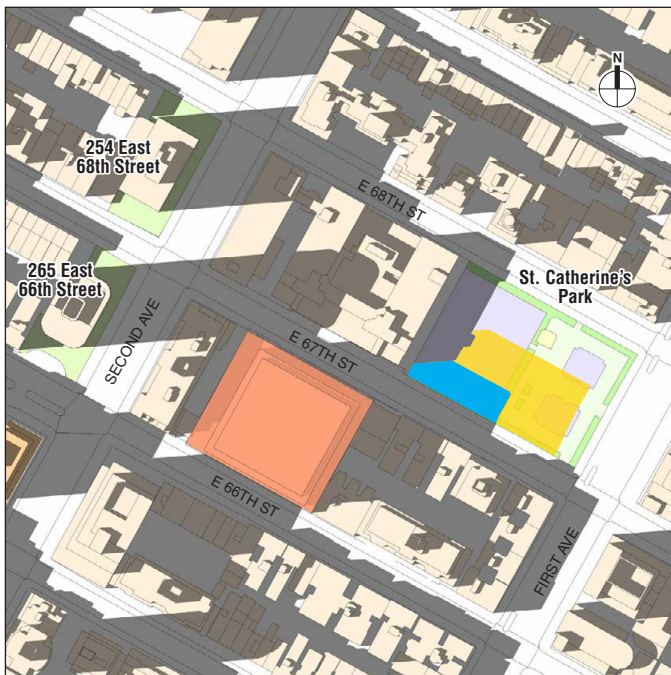 N
254 East
68th Street
E 68TH ST
265 East
66th Street
St. Catherine's
Park
SECOND AVE
E 67TH ST
E 66TH ST
FIRST AVE